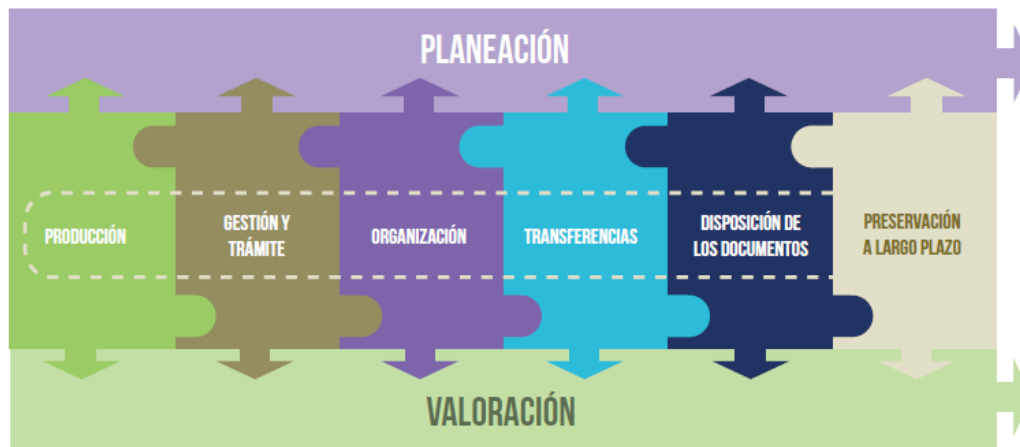 PLANEACIÓN
PRODUCCIÓN
GESTIÓN Y
TRÁMITE
ORGANIZACIÓN
TRANSFERENCIAS
DISPOSICIÓN DE
LOS DOCUMENTOS
PRESERVACIÓN
A LARGO PLAZO
VALORACIÓN